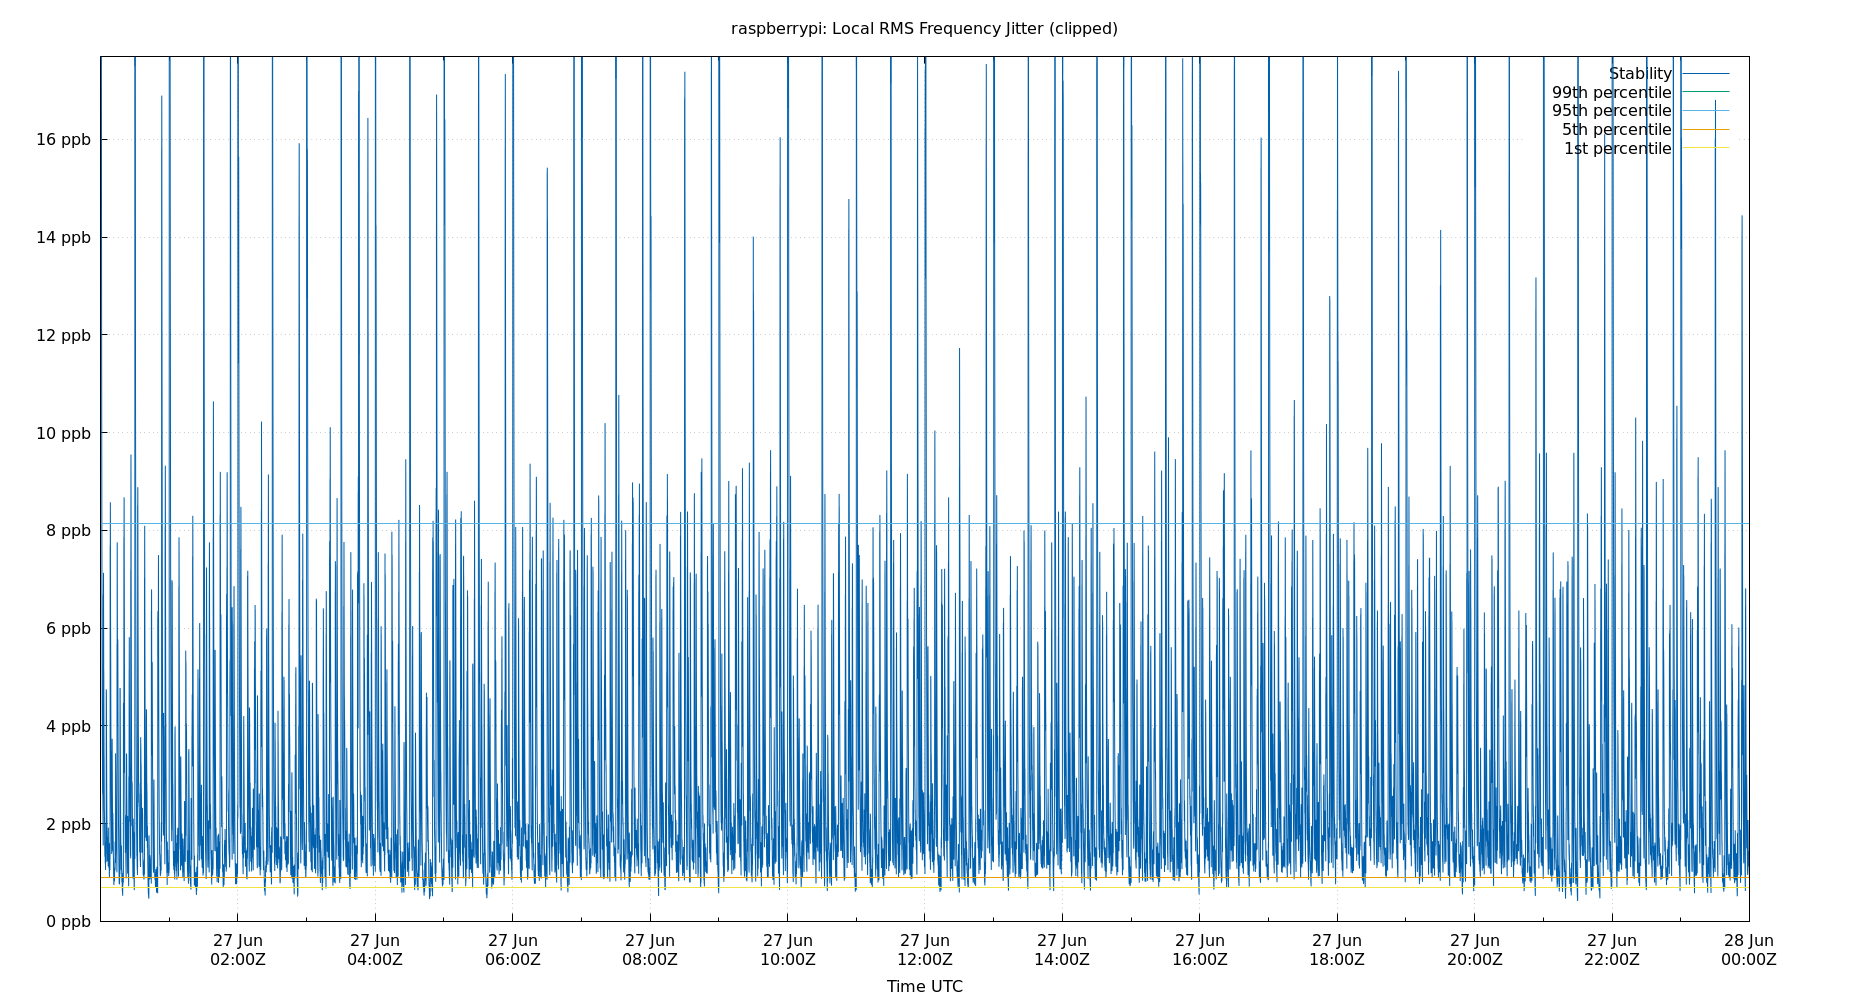 raspberrypi: Local RMS Frequency Jitter (clipped)
Stability
99th percentile
95th percentile
5th percentile
1st percentile
16 ppb
14 ppb
12 ppb
10 ppb
8 ppb
6 ppb
4 ppb
2 ppb
0 ppb
27 Jun 27 Jun 27 Jun 27 Jun 27 Jun 27 Jun 27 Jun 27 Jun 27 Jun 27 Jun 27 Jun 28 Jun
02:00Z 04:00Z 06:00Z 08:00Z 10:00Z 12:00Z 14:00Z 16:00Z 18:00Z 20:00Z 22:00Z 00:00Z
Time UTC